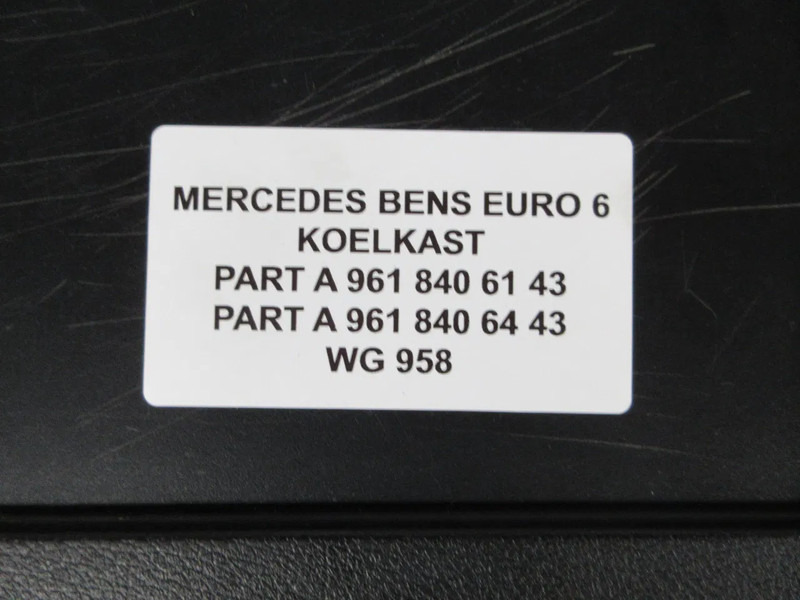 MERCEDES BENS EURO 6
KOELKAST
PART A 961 840 61 43
PART A 961 840 64 43
WG 958